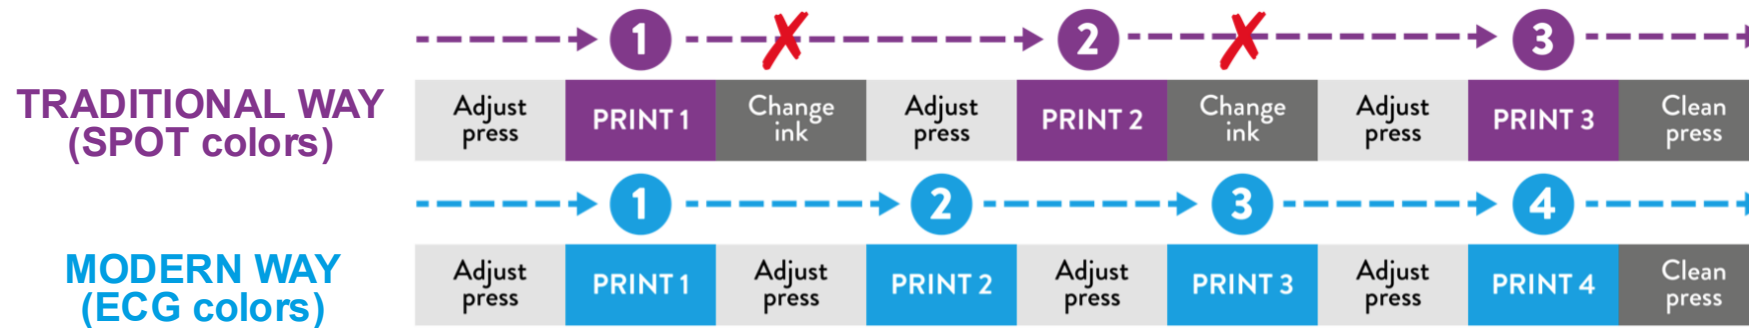 1 2 3
TRADITIONAL WAY
(SPOT colors)
Adjust press PRINT 1 Change ink Adjust press PRINT 2 Change ink Adjust press PRINT 3 Clean press
1 2 3 4
MODERN WAY
(ECG colors)
Adjust press PRINT 1 Adjust press PRINT 2 Adjust press PRINT 3 Adjust press PRINT 4 Clean press